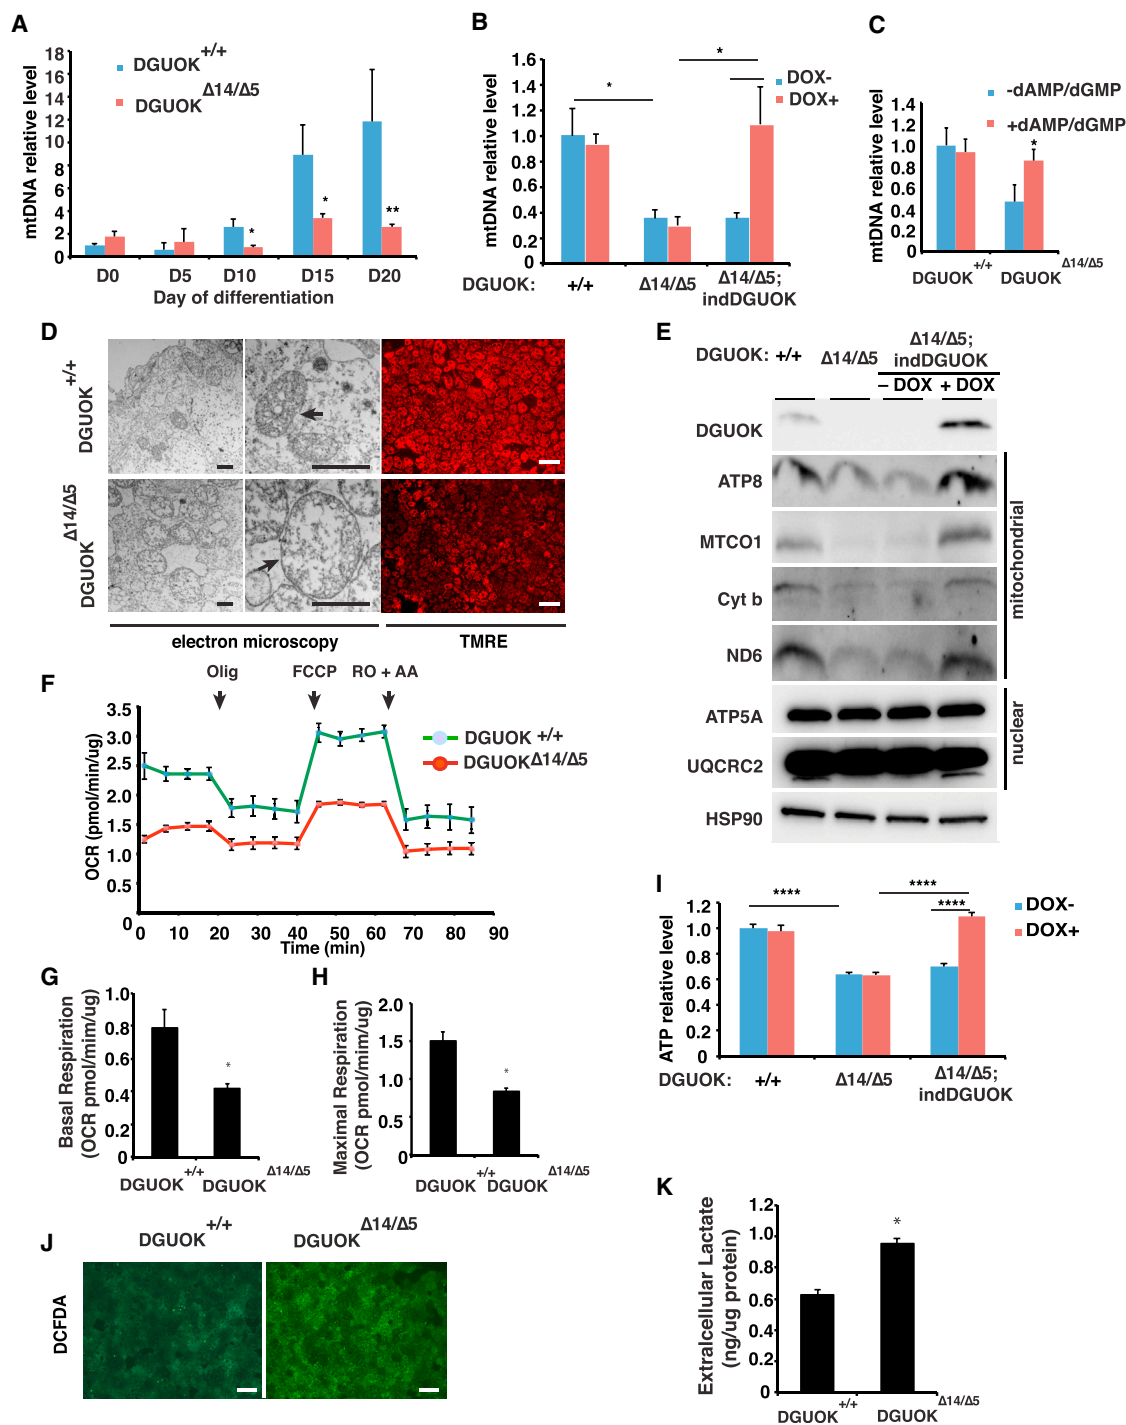 A
mtDNA relative level
18
16
14
12
10
8
6
4
2
0
DGUOK+/+
DGUOKΔ14/Δ5
*
*
**
D0 D5 D10 D15 D20
Day of differentiation
B
mtDNA relative level
1.6
1.4
1.2
1.0
0.8
0.6
0.4
0.2
0
*
*
DOX-
DOX+
DGUOK: +/+ Δ14/Δ5 Δ14/Δ5;
indDGUOK
C
mtDNA relative level
1.4
1.2
1.0
0.8
0.6
0.4
0.2
0
-dAMP/dGMP
+dAMP/dGMP
*
DGUOK+/+ DGUOKΔ14/Δ5
D
DGUOK+/+
DGUOKΔ14/Δ5
electron microscopy TMRE
E
DGUOK: +/+ Δ14/Δ5 Δ14/Δ5;
indDGUOK
– DOX + DOX
DGUOK
ATP8
MTCO1
Cyt b
ND6
ATP5A
UQCRC2
HSP90
mitochondrial
nuclear
F
Olig FCCP RO + AA
OCR (pmol/min/ug)
3.5
3.0
2.5
2.0
1.5
1.0
0.5
0
DGUOK +/+
DGUOKΔ14/Δ5
0 10 20 30 40 50 60 70 80 90
Time (min)
G
Basal Respiration
(OCR pmol/mim/ug)
1.0
0.8
0.6
0.4
0.2
0
*
DGUOK+/+ DGUOKΔ14/Δ5
H
Maximal Respiration
(OCR pmol/mim/ug)
2.0
1.5
1.0
0.5
0
*
DGUOK+/+ DGUOKΔ14/Δ5
I
ATP relative level
1.2
1.0
0.8
0.6
0.4
0.2
0
****
****
****
DOX-
DOX+
DGUOK: +/+ Δ14/Δ5 Δ14/Δ5;
indDGUOK
J
DGUOK+/+ DGUOKΔ14/Δ5
DCFDA
K
Extralcellular Lactate
(ng/ug protein)
1.2
1.0
0.8
0.6
0.4
0.2
0
*
DGUOK+/+ DGUOKΔ14/Δ5